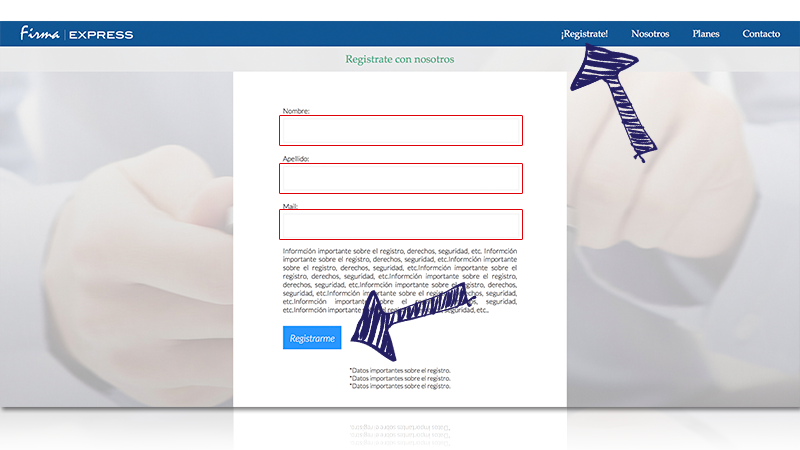 Firma | EXPRESS
¡Registrate! Nosotros Planes Contacto
Registrate con nosotros
Nombre:
Apellido:
Mail:
Informción importante sobre el registro, derechos, seguridad, etc. Informción
importante sobre el registro, derechos, seguridad, etc.Informción importante
sobre el registro, derechos, seguridad, etc.Informción importante sobre el
registro, derechos, seguridad, etc.Informción importante sobre el registro,
derechos, seguridad, etc.Informción importante sobre el registro, derechos,
seguridad, etc.Informción importante sobre el registro, derechos, seguridad,
etc.Informción importante sobre el seguridad,
etc.Informción importante seguridad, etc..
Registrarme
*Datos importantes sobre el registro.
*Datos importantes sobre el registro.
*Datos importantes sobre el registro.